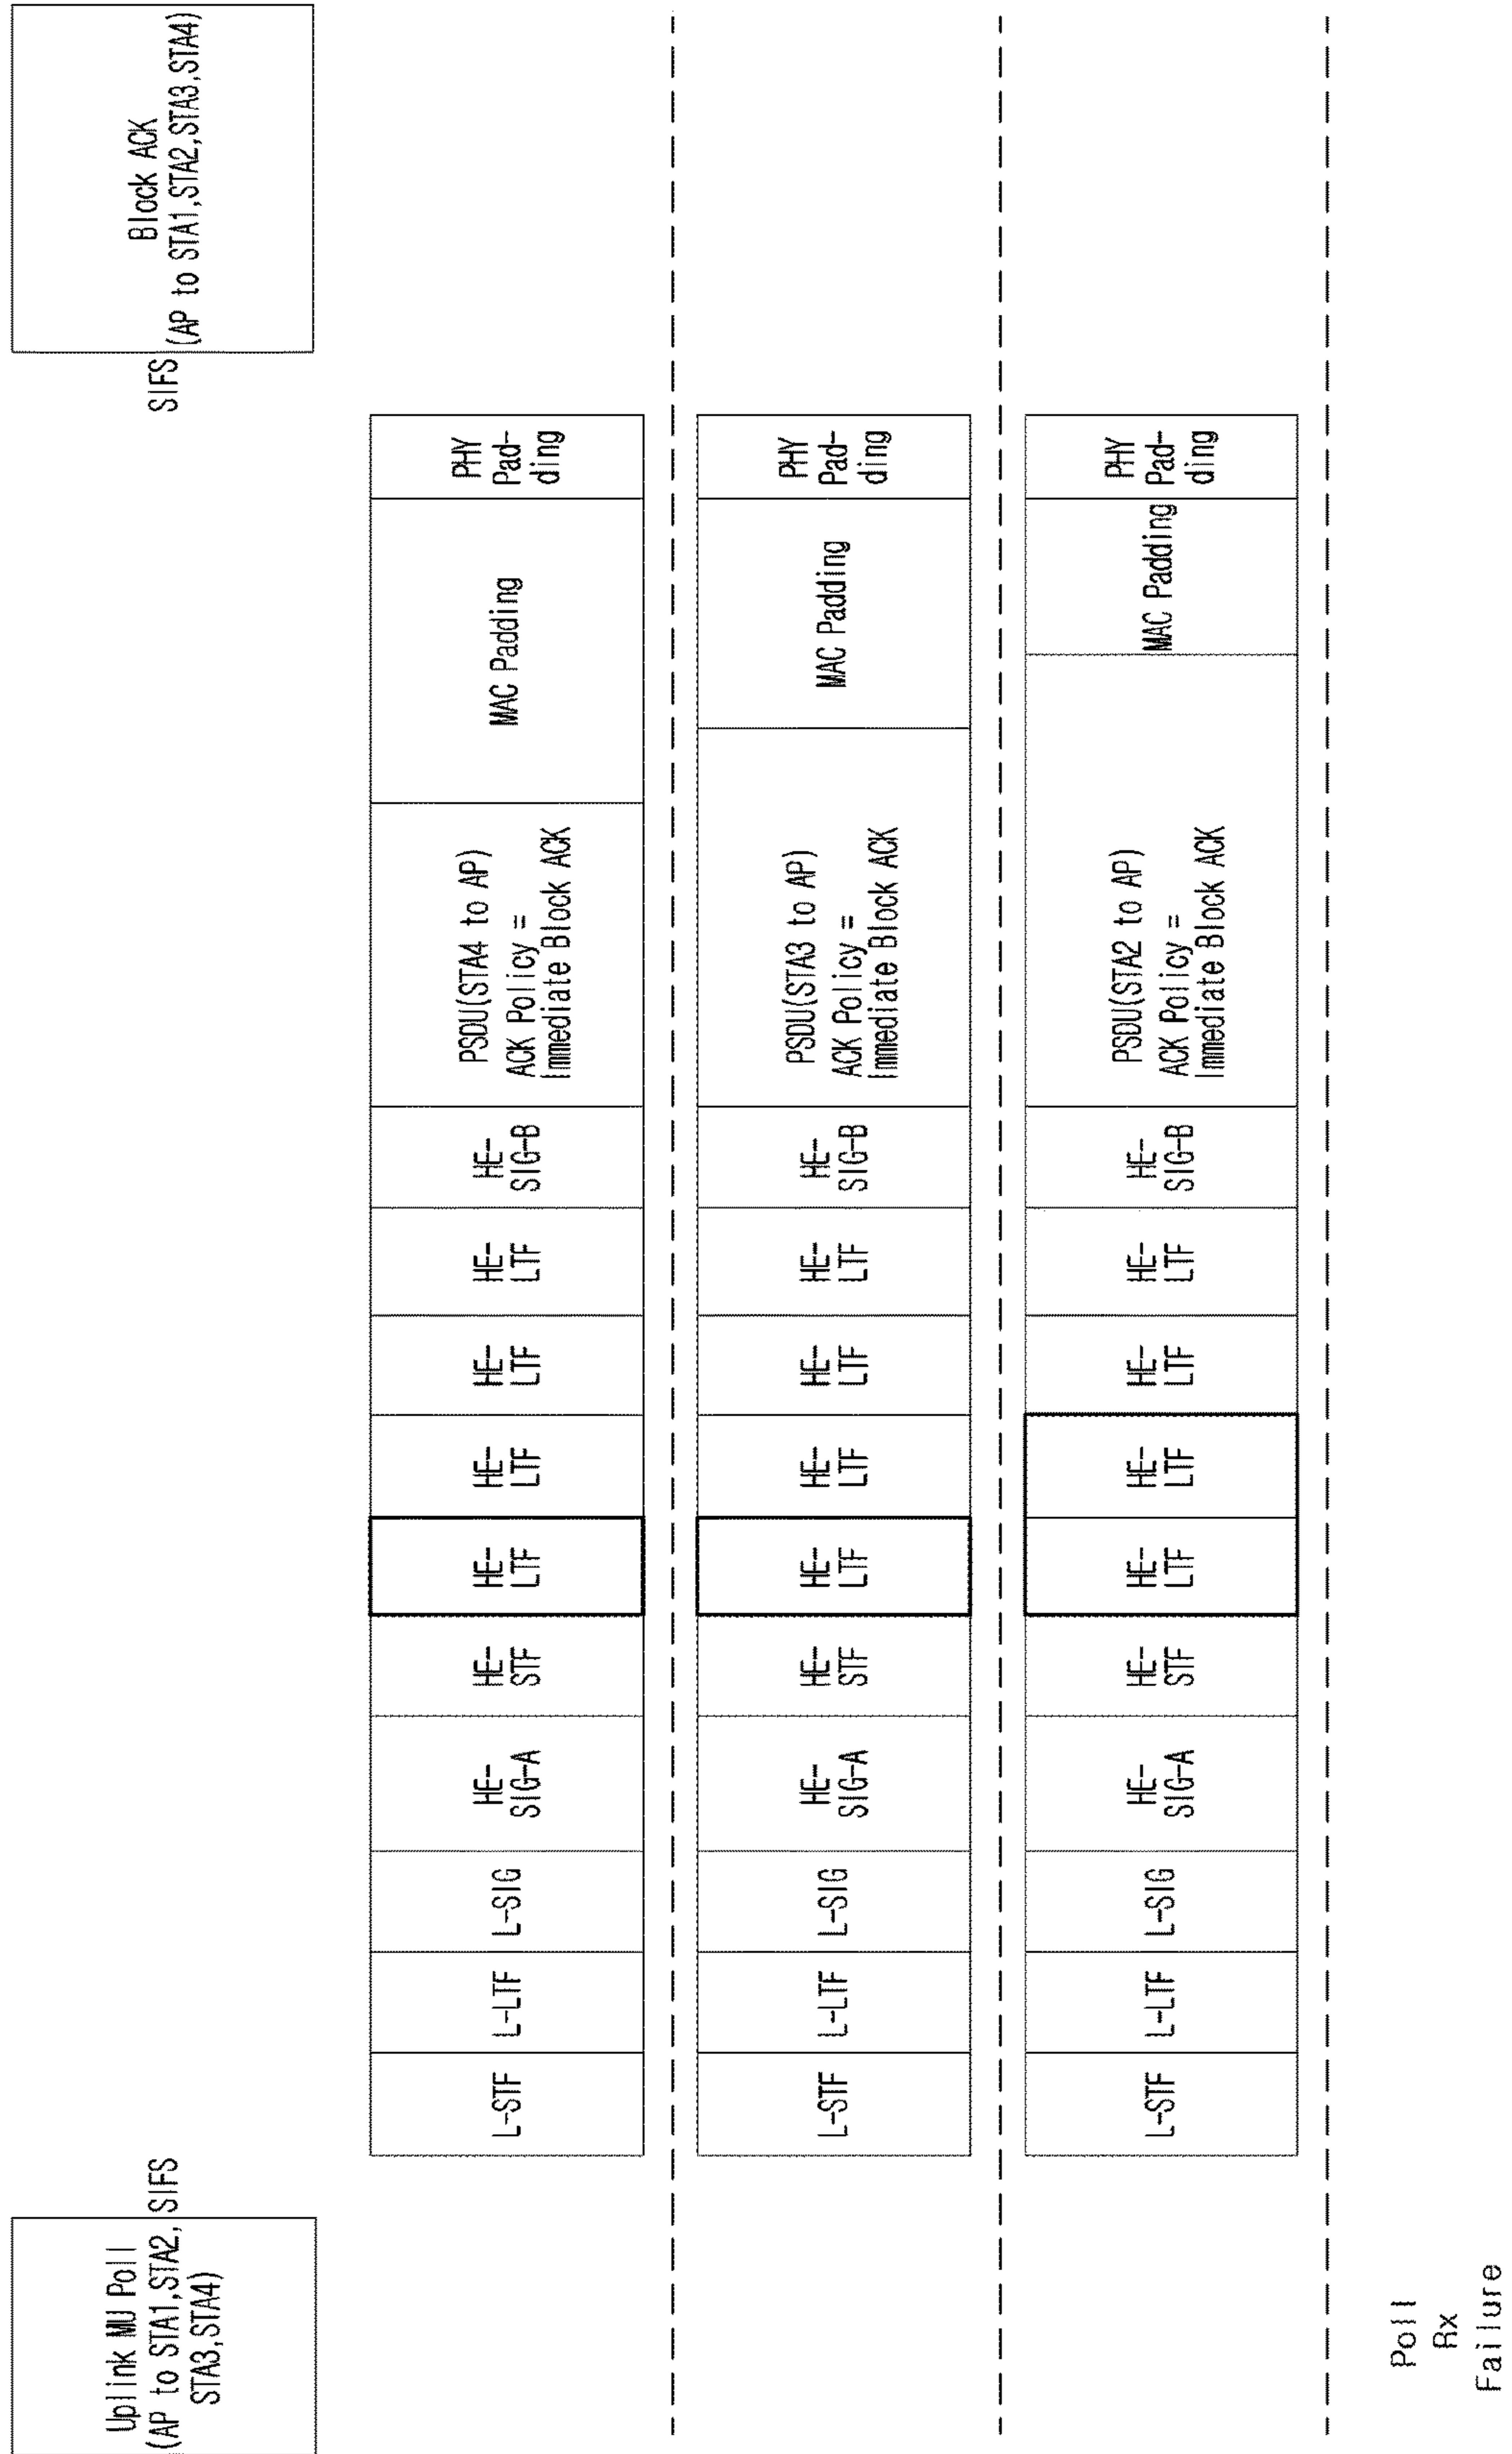 Uplink MU Poll
(AP to STA1,STA2,
STA3,STA4)
SIFS
SIFS
Block ACK
(AP to STA1,STA2,STA3,STA4)
L-STF
L-LTF
L-SIG
HE-
SIG-A
HE-
STF
HE-
LTF
HE-
LTF
HE-
LTF
HE-
LTF
HE-
SIG-B
PSDU(STA4 to AP)
ACK Policy =
Immediate Block ACK
MAC Padding
PHY
Pad-
ding
L-STF
L-LTF
L-SIG
HE-
SIG-A
HE-
STF
HE-
LTF
HE-
LTF
HE-
LTF
HE-
LTF
HE-
SIG-B
PSDU(STA3 to AP)
ACK Policy =
Immediate Block ACK
MAC Padding
PHY
Pad-
ding
L-STF
L-LTF
L-SIG
HE-
SIG-A
HE-
STF
HE-
LTF
HE-
LTF
HE-
LTF
HE-
LTF
HE-
SIG-B
PSDU(STA2 to AP)
ACK Policy =
Immediate Block ACK
MAC Padding
PHY
Pad-
ding
Poll
Rx
Failure